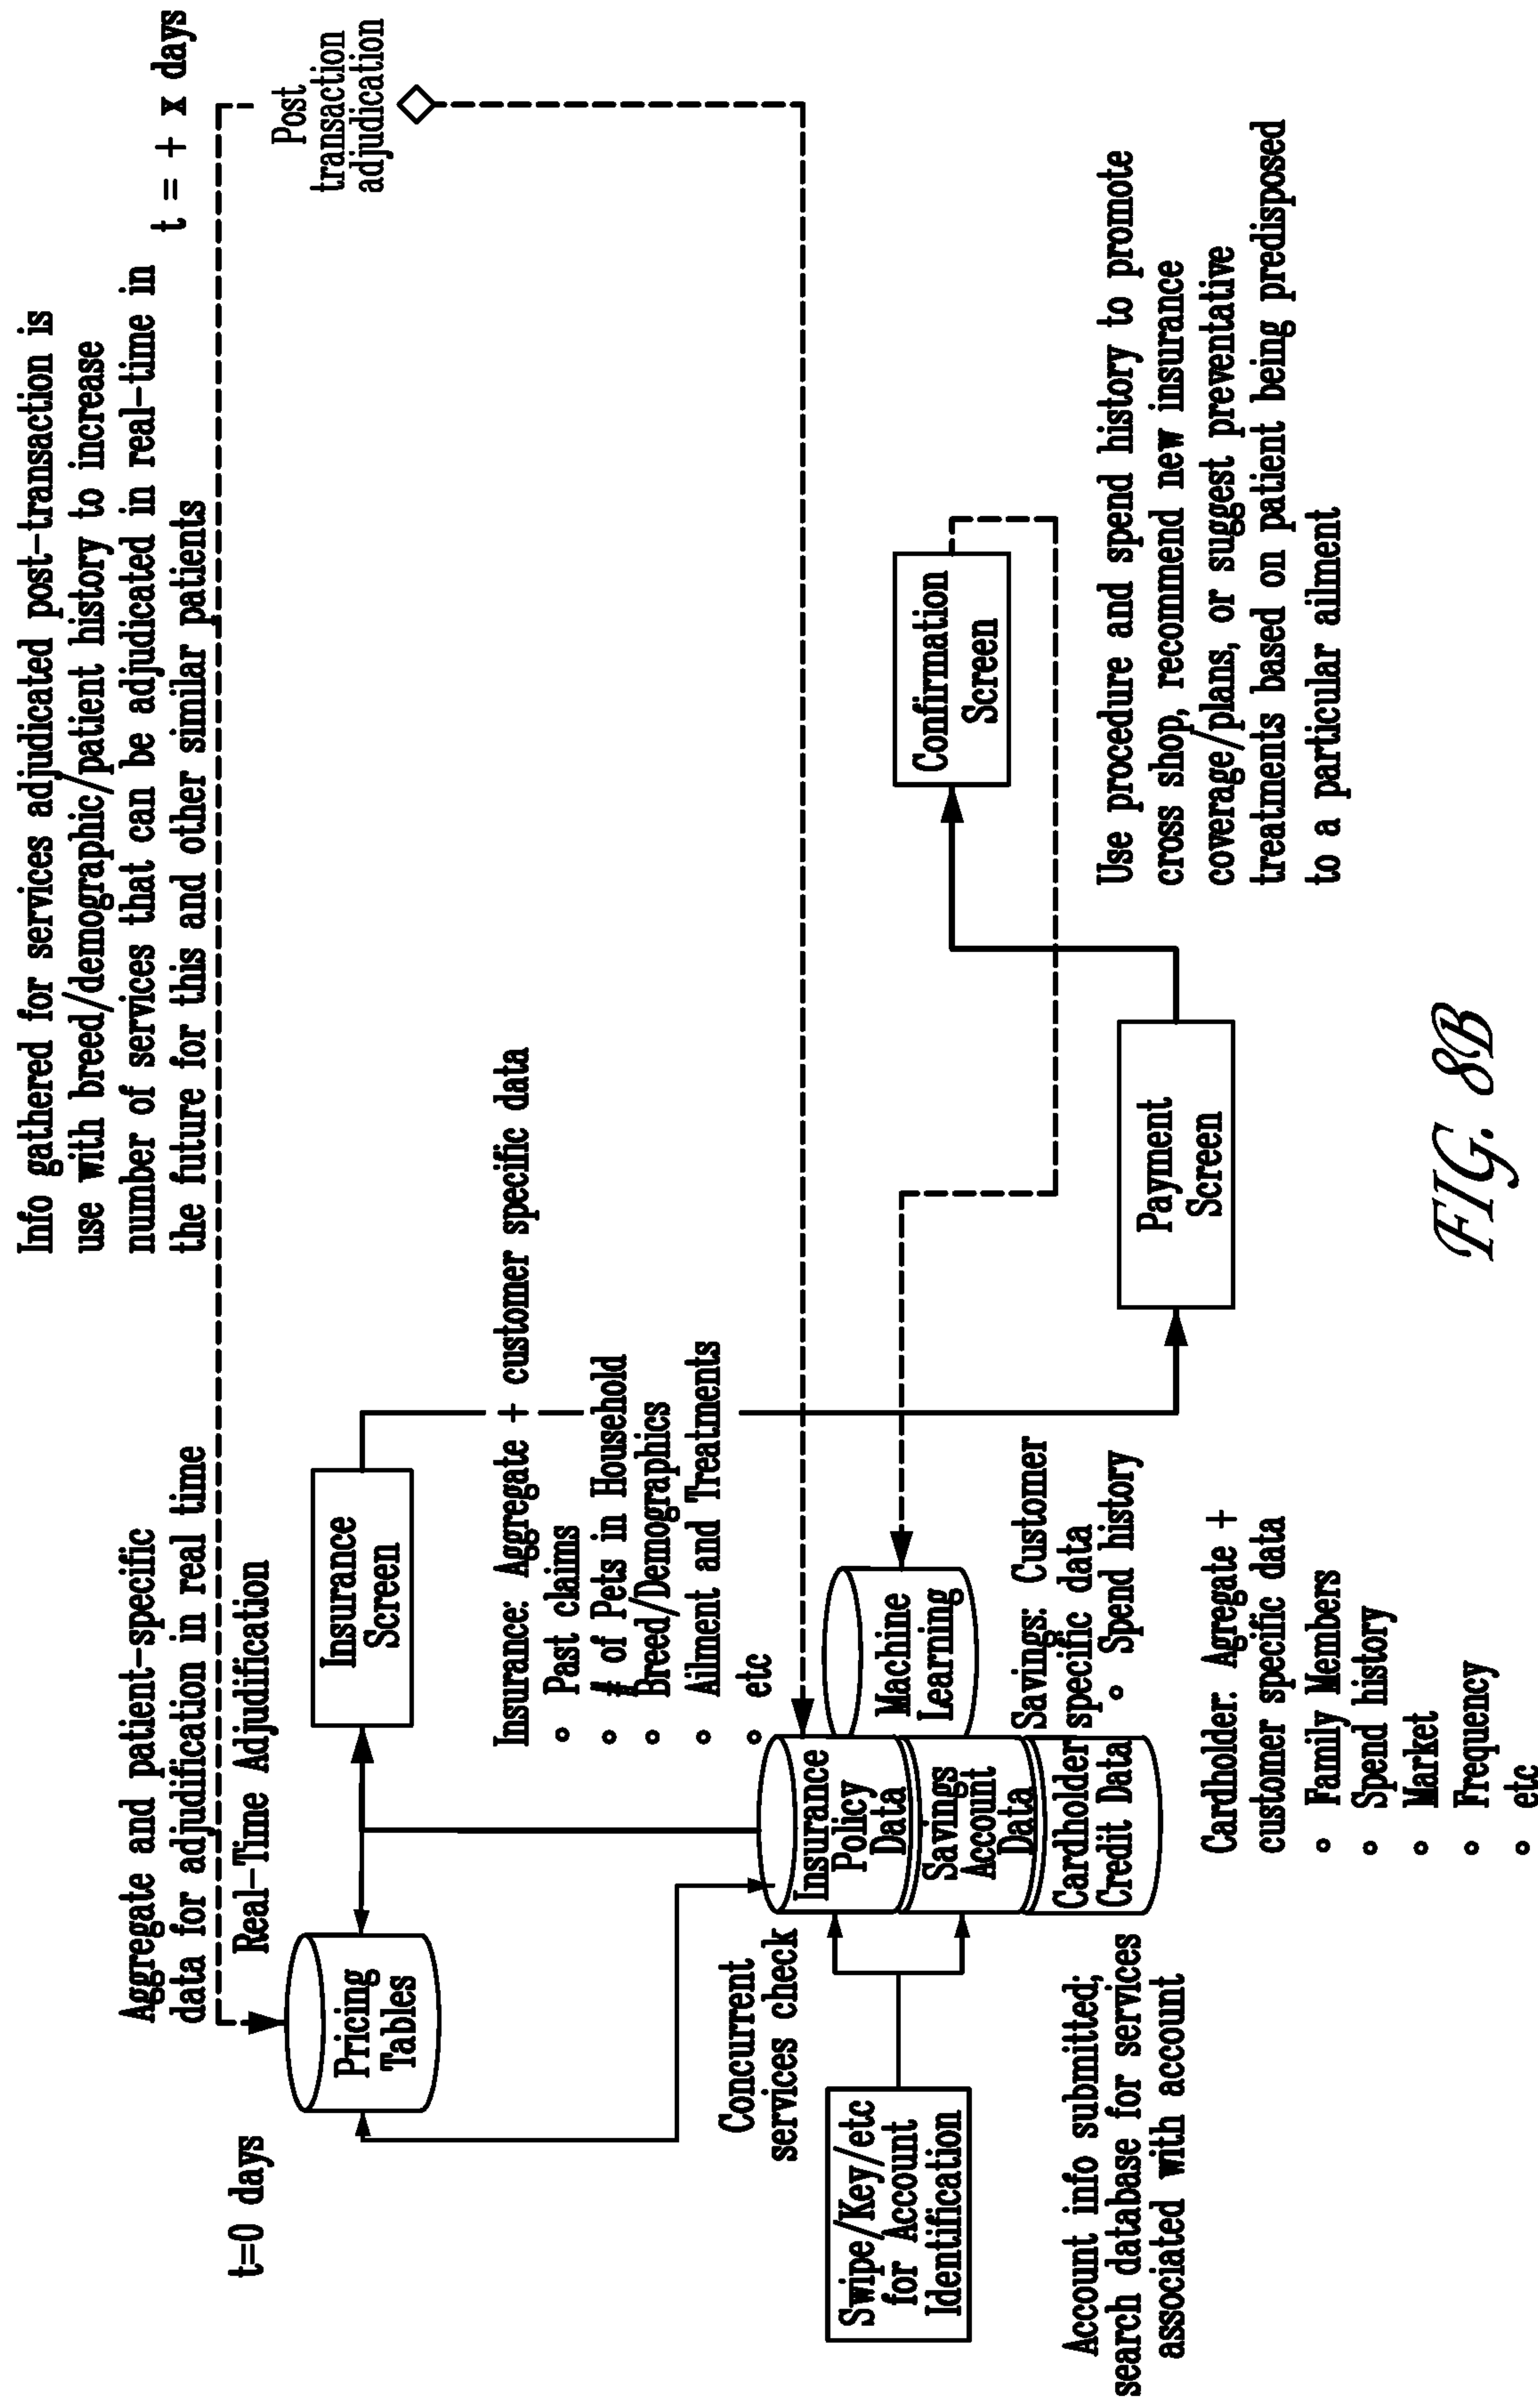 Info gathered for services adjudicated post-transaction is
use with breed/demographic/patient history to increase
number of services that can be adjudicated in real-time in
the future for this and other similar patients
t = + x days
Aggregate and patient-specific
data for adjudification in real time
Real-Time Adjudification
t=0 days
Post
transaction
adjudication
Pricing
Tables
Insurance
Screen
Insurance: Aggregate + customer specific data
° Past claims
° # of Pets in Household
° Breed/Demographics
° Ailment and Treatments
° etc
Concurrent
services check
Swipe/Key/etc
for Account
Identification
Account info submitted;
search database for services
associated with account
Insurance
Policy
Data
Savings
Account
Data
Cardholder
Credit Data
Machine
Learning
Savings: Customer
specific data
° Spend history
Cardholder: Agregate +
customer specific data
° Family Members
° Spend history
° Market
° Frequency
° etc
Payment
Screen
Confirmation
Screen
Use procedure and spend history to promote
cross shop, recommend new insurance
coverage/plans, or suggest preventative
treatments based on patient being predisposed
to a particular ailment
FIG. 8B